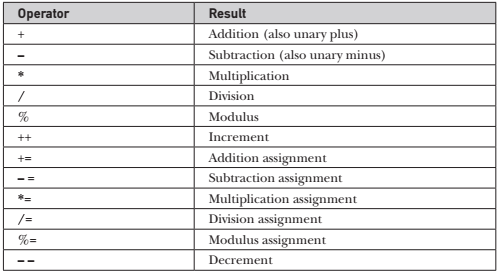 Operator Result
+ Addition (also unary plus)
– Subtraction (also unary minus)
* Multiplication
/ Division
% Modulus
++ Increment
+= Addition assignment
– = Subtraction assignment
*= Multiplication assignment
/= Division assignment
%= Modulus assignment
– – Decrement